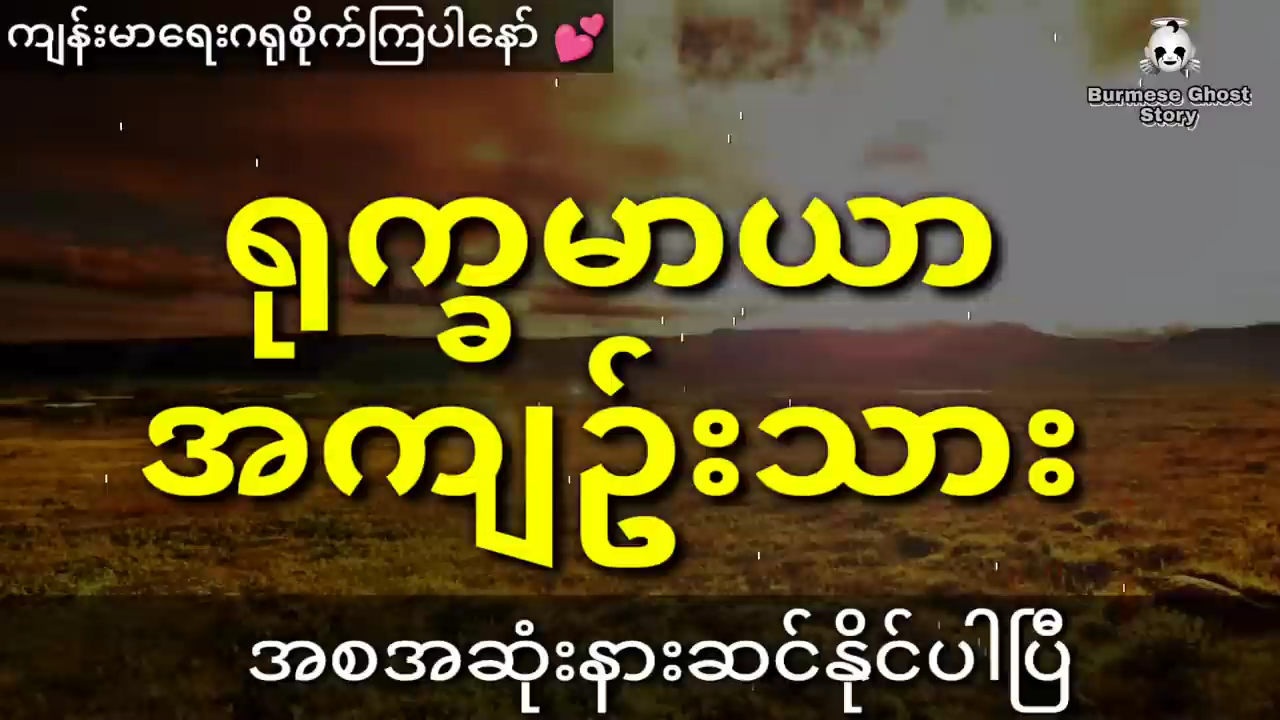 ကျန်းမာရေးဂရုစိုက်ကြပါနော် 💕
Burmese Ghost
Story
ရုက္ခမာယာ
အကျဉ်းသား
အစအဆုံးနားဆင်နိုင်ပါပြီ